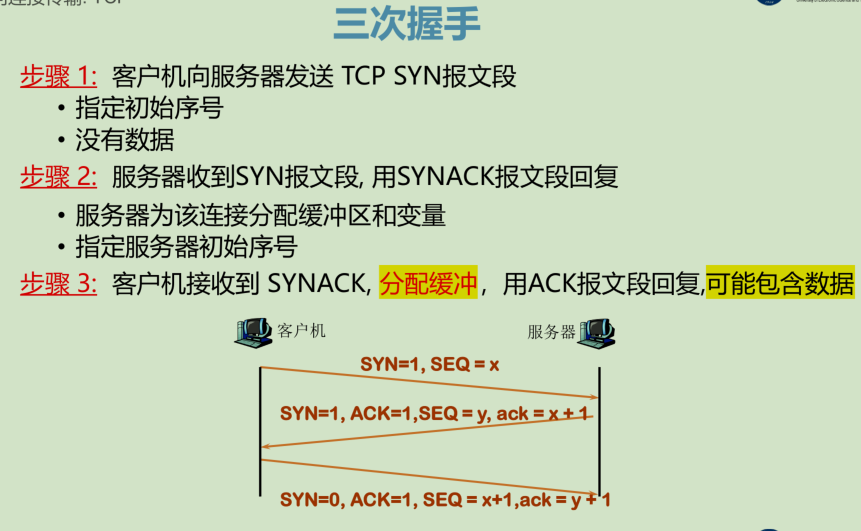 三次握手
步骤 1: 客户机向服务器发送 TCP SYN报文段
• 指定初始序号
• 没有数据
步骤 2: 服务器收到SYN报文段, 用SYNACK报文段回复
• 服务器为该连接分配缓冲区和变量
• 指定服务器初始序号
步骤 3: 客户机接收到 SYNACK, 分配缓冲，用ACK报文段回复,可能包含数据
客户机 服务器
SYN=1, SEQ = x
SYN=1, ACK=1,SEQ = y, ack = x + 1
SYN=0, ACK=1, SEQ = x+1,ack = y + 1